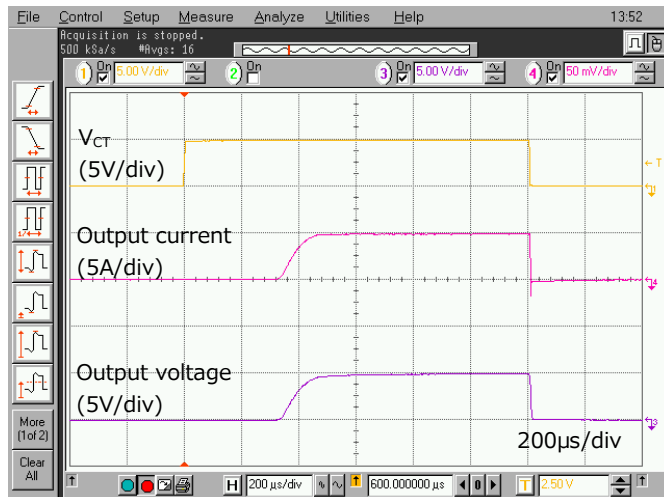 File Control Setup Measure Analyze Utilities Help 13:52
Acquisition is stopped.
500 kSa/s #Avgs: 16
1 On 5.00 V/div 2 On 3 On 5.00 V/div 4 On 50 mV/div
VCT
(5V/div)
T
Output current
(5A/div)
Output voltage
(5V/div)
200µs/div
1/
More
(1of 2)
Clear
All
H 200 µs/div 600.000000 µs 0 T 2.50 V